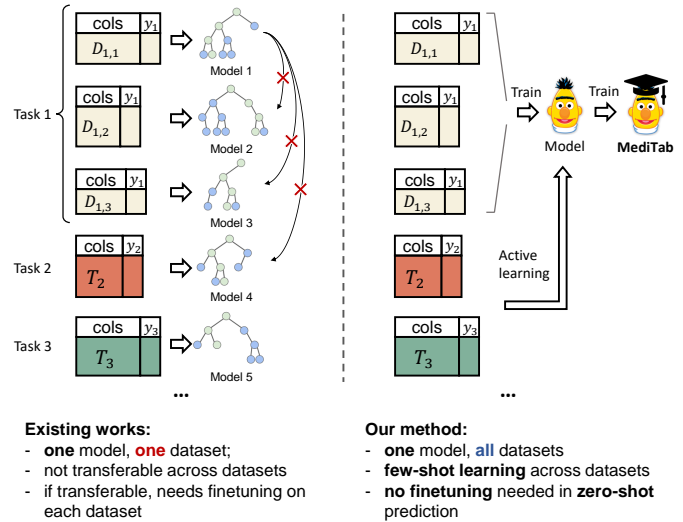 cols y₁
D₁,₁
Model 1
Task 1
cols y₁
D₁,₂
Model 2
cols y₁
D₁,₃
Model 3
Task 2
cols y₂
T₂
Model 4
Task 3
cols y₃
T₃
Model 5
...
Existing works:
- one model, one dataset;
- not transferable across datasets
- if transferable, needs finetuning on
each dataset
cols y₁
D₁,₁
cols y₁
D₁,₂
cols y₁
D₁,₃
Train
Train
Model
MediTab
cols y₂
T₂
Active
learning
cols y₃
T₃
...
Our method:
- one model, all datasets
- few-shot learning across datasets
- no finetuning needed in zero-shot
prediction